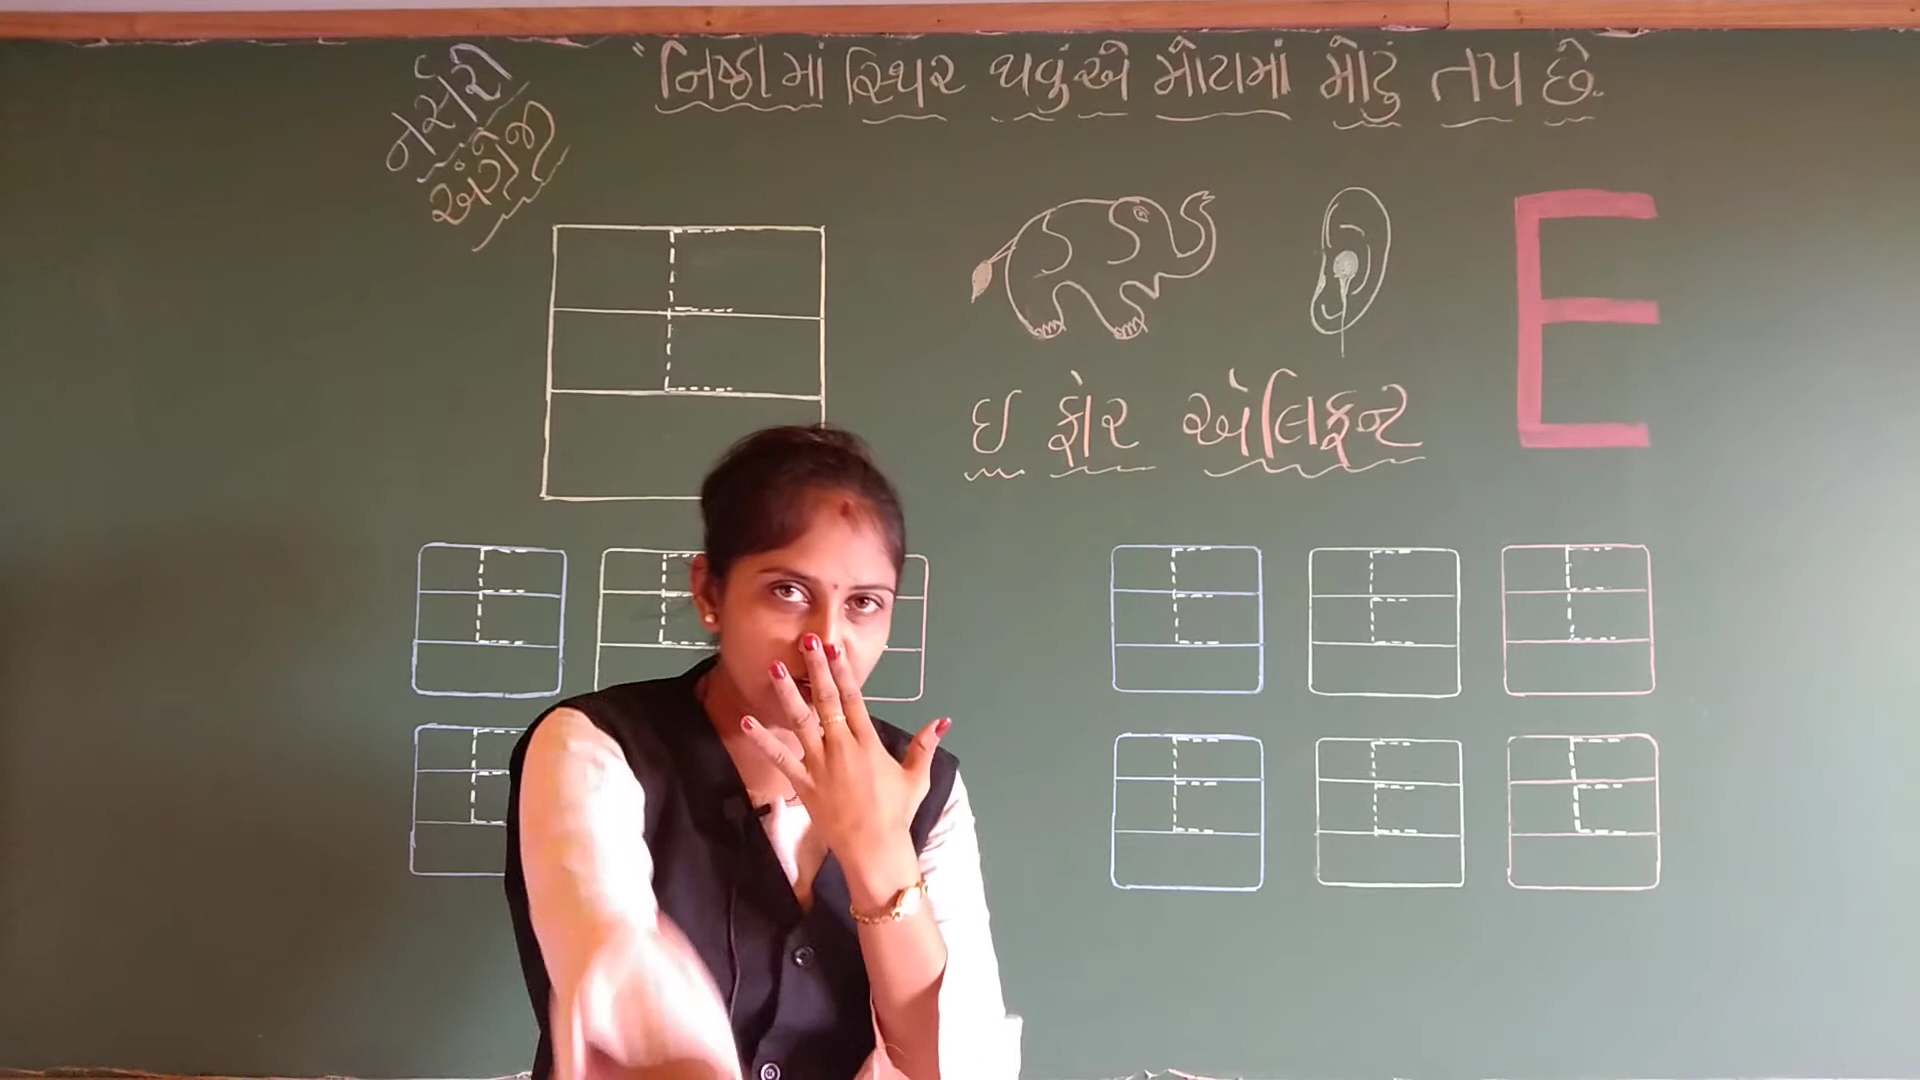 "નિષ્ઠામાં સ્થિર થવું એ મોટામાં મોટું તપ છે.
નર્સરી
અંગ્રેજી
E
E
ઇ ફોર એલિફન્ટ
E E E E E
E E E E